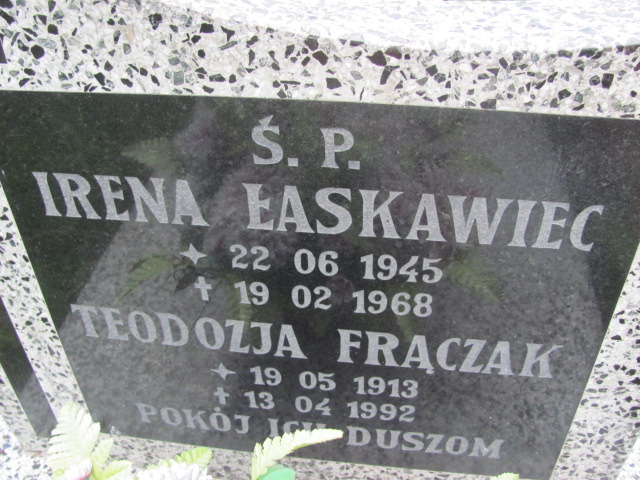 Ś. P.
IRENA ŁASKAWIEC
22 06 1945
† 19 02 1968
TEODOZJA FRĄCZAK
19 05 1913
† 13 04 1992
POKÓJ ICH DUSZOM